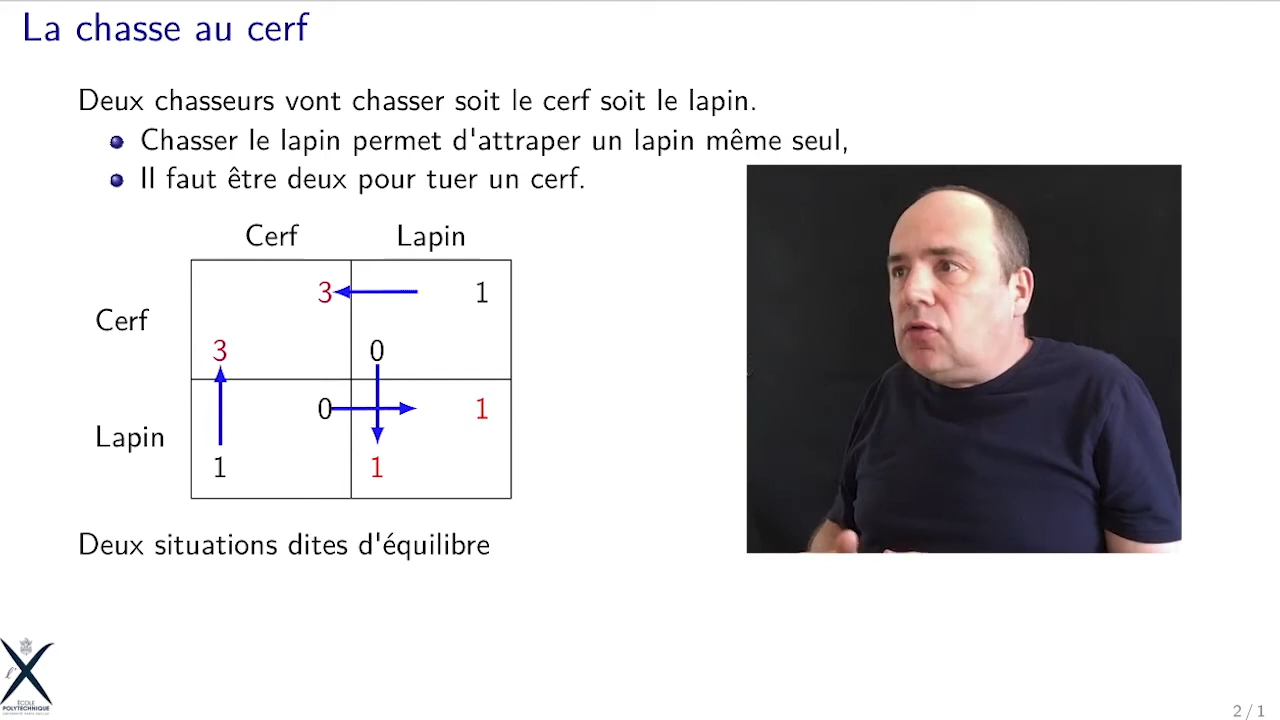 La chasse au cerf
Deux chasseurs vont chasser soit le cerf soit le lapin.
Chasser le lapin permet d'attraper un lapin même seul,
Il faut être deux pour tuer un cerf.
Cerf Lapin
3 1
Cerf
3 0
0 1
Lapin
1 1
Deux situations dites d'équilibre
ÉCOLE
POLYTECHNIQUE
2 / 1